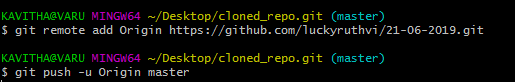 KAVITHA@VARU MINGW64 ~/Desktop/cloned_repo.git (master)
$ git remote add Origin https://github.com/luckyruthvi/21-06-2019.git
KAVITHA@VARU MINGW64 ~/Desktop/cloned_repo.git (master)
$ git push -u Origin master